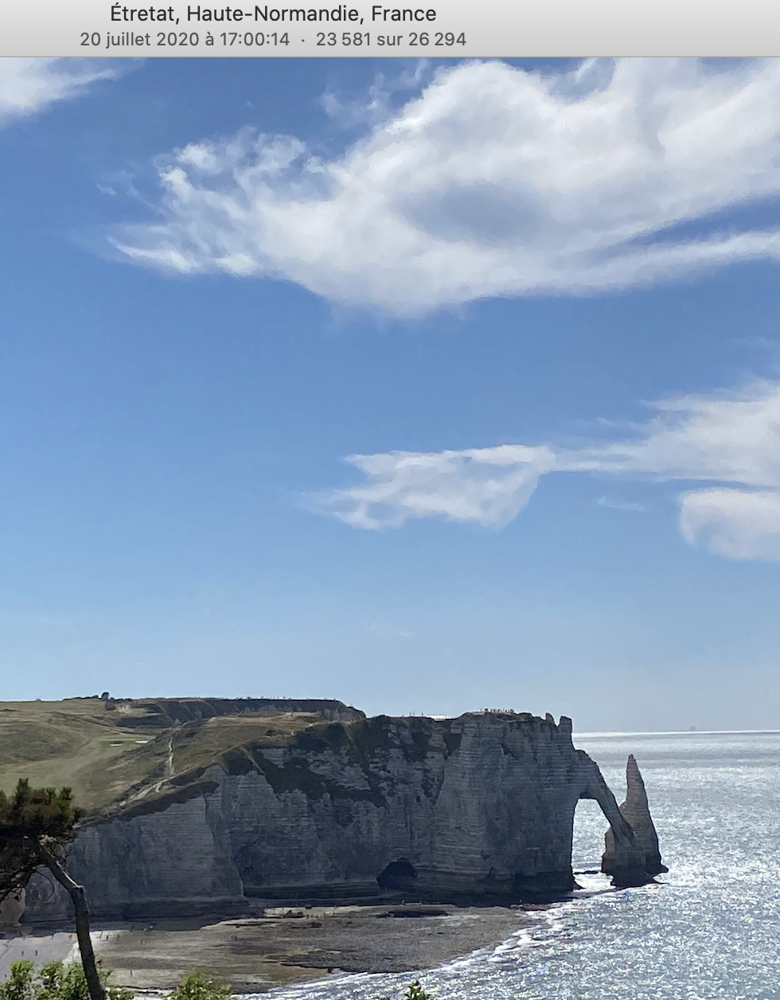 Étretat, Haute-Normandie, France
20 juillet 2020 à 17:00:14 · 23 581 sur 26 294